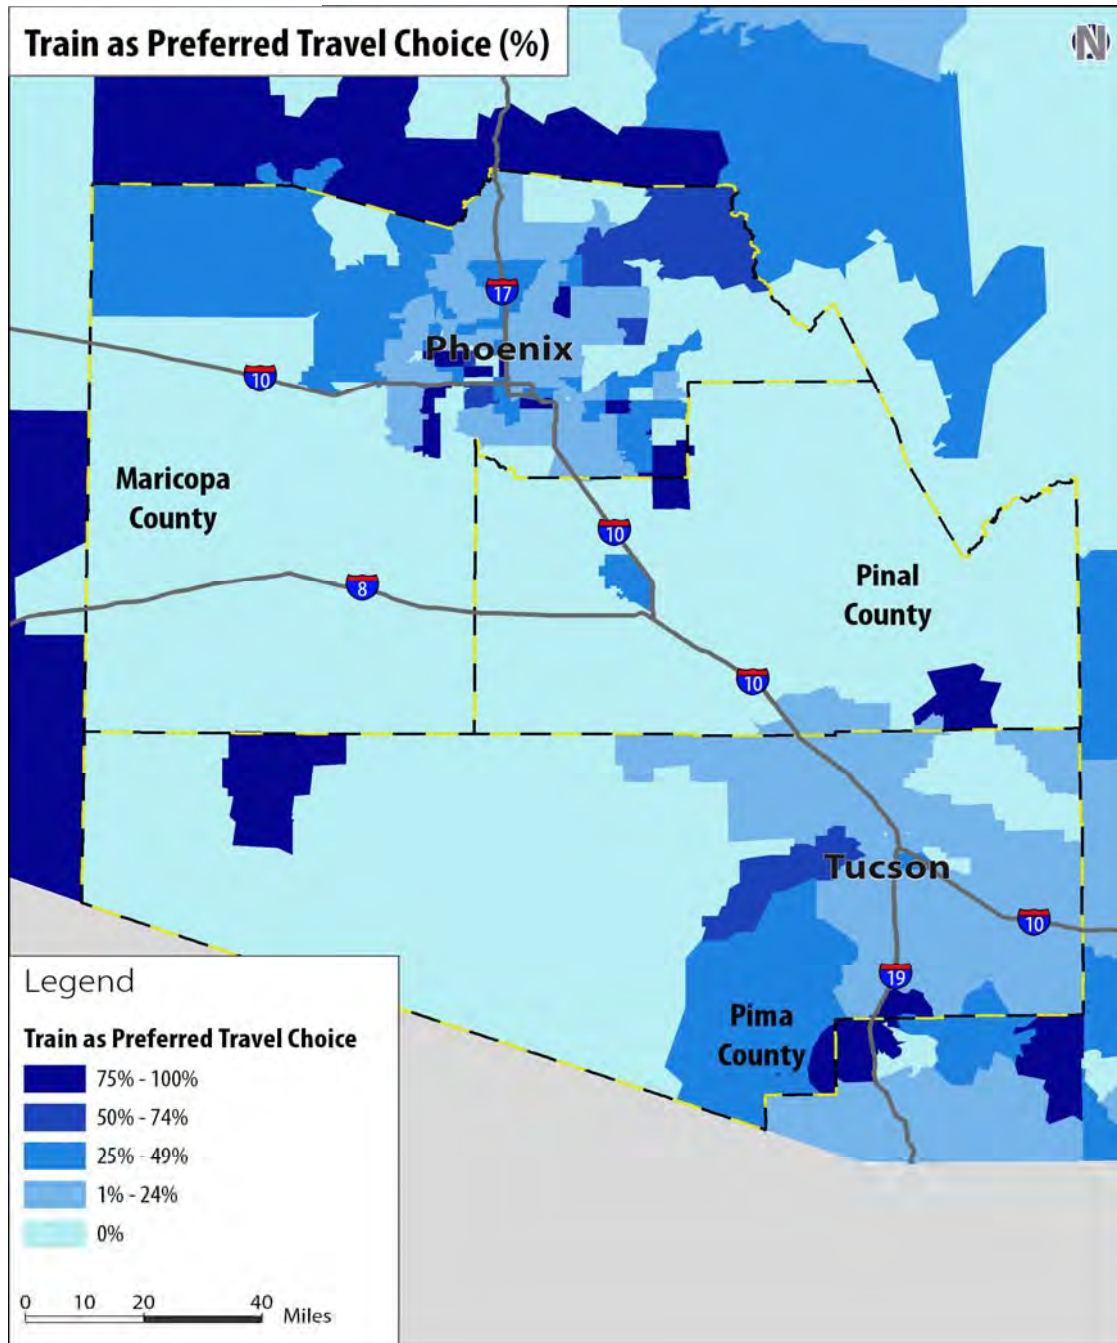 Train as Preferred Travel Choice (%)
N
17
Phoenix
10
Maricopa
County
10
8
Pinal
County
10
Tucson
10
19
Pima
County
Legend
Train as Preferred Travel Choice
75% - 100%
50% - 74%
25% - 49%
1% - 24%
0%
0 10 20 40 Miles